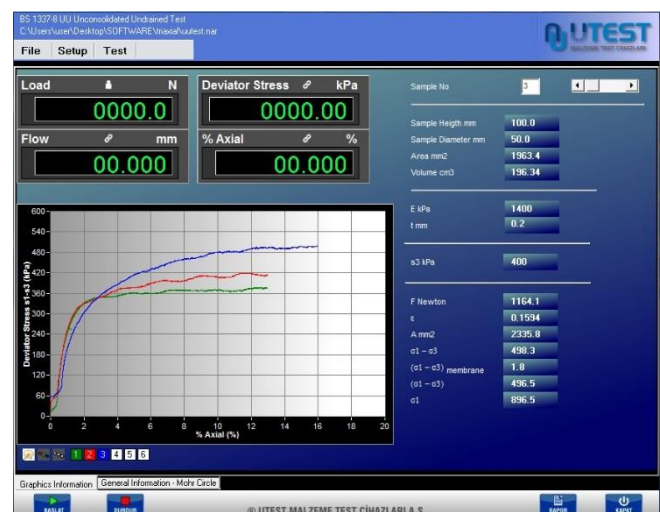 BS 1337-8 UU Unconsolidated Undrained Test
C:\Users\user\Desktop\SOFTWARE\triaxial\uutest.nar
UTEST
MALZEME TEST CİHAZLARI
File Setup Test
Load N
0000.0
Deviator Stress kPa
0000.00
Flow mm
00.000
% Axial %
00.000
Sample No 3
Sample Heigth mm 100.0
Sample Diameter mm 50.0
Area mm2 1963.4
Volume cm3 196.34
E kPa 1400
t mm 0.2
s3 kPa 400
F Newton 1164.1
ε 0.1594
A mm2 2335.8
σ1 – σ3 498.3
(σ1 – σ3) membrane 1.8
(σ1 – σ3) 496.5
σ1 896.5
Deviator Stress s1-s3 (kPa)
600
540
480
420
360
300
240
180
120
60
0
0 2 4 6 8 10 12 14 16 18 20
% Axial (%)
1 2 3 4 5 6
Graphics Information General Information - Mohr Circle
BAŞLAT DURDUR ® UTEST MALZEME TEST CİHAZLARI A.Ş. RAPOR KAPAT